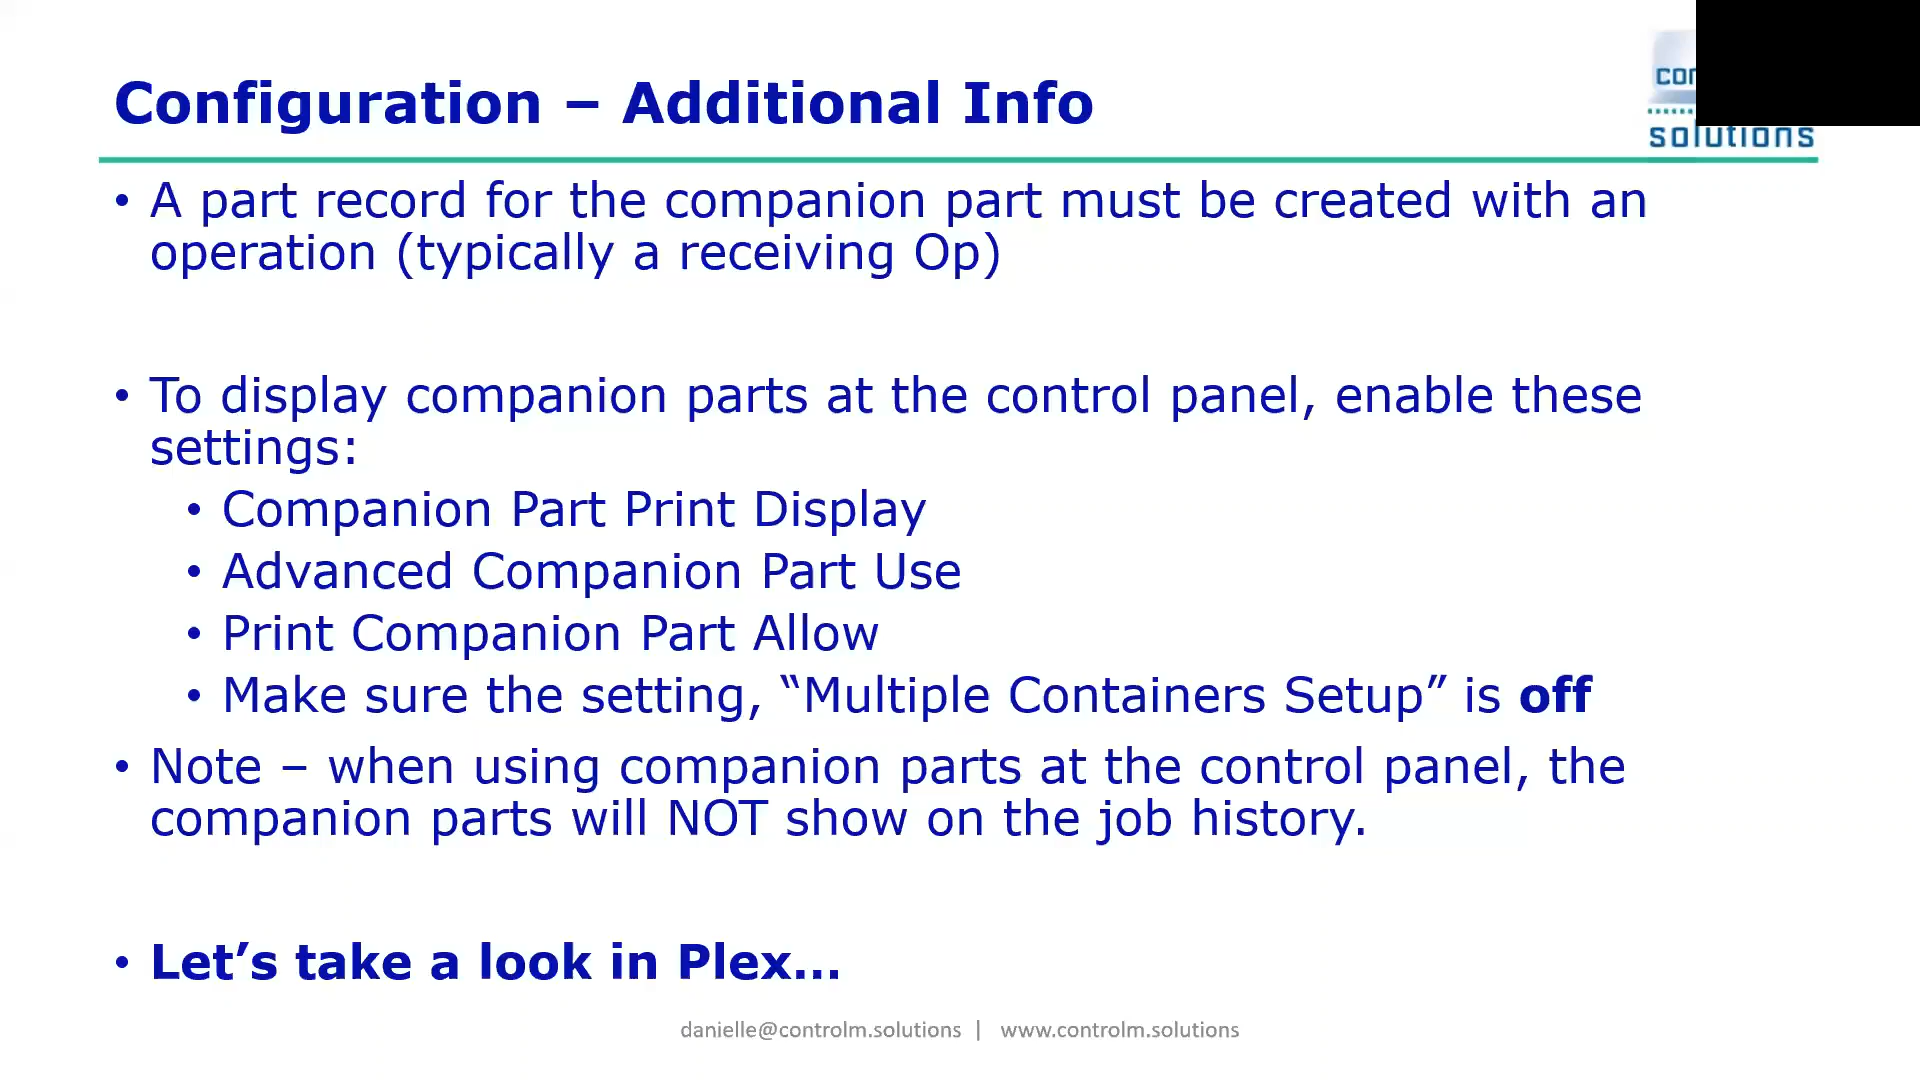 Configuration – Additional Info
solutions
• A part record for the companion part must be created with an
operation (typically a receiving Op)
• To display companion parts at the control panel, enable these
settings:
• Companion Part Print Display
• Advanced Companion Part Use
• Print Companion Part Allow
• Make sure the setting, “Multiple Containers Setup” is off
• Note – when using companion parts at the control panel, the
companion parts will NOT show on the job history.
• Let’s take a look in Plex…
danielle@controlm.solutions | www.controlm.solutions